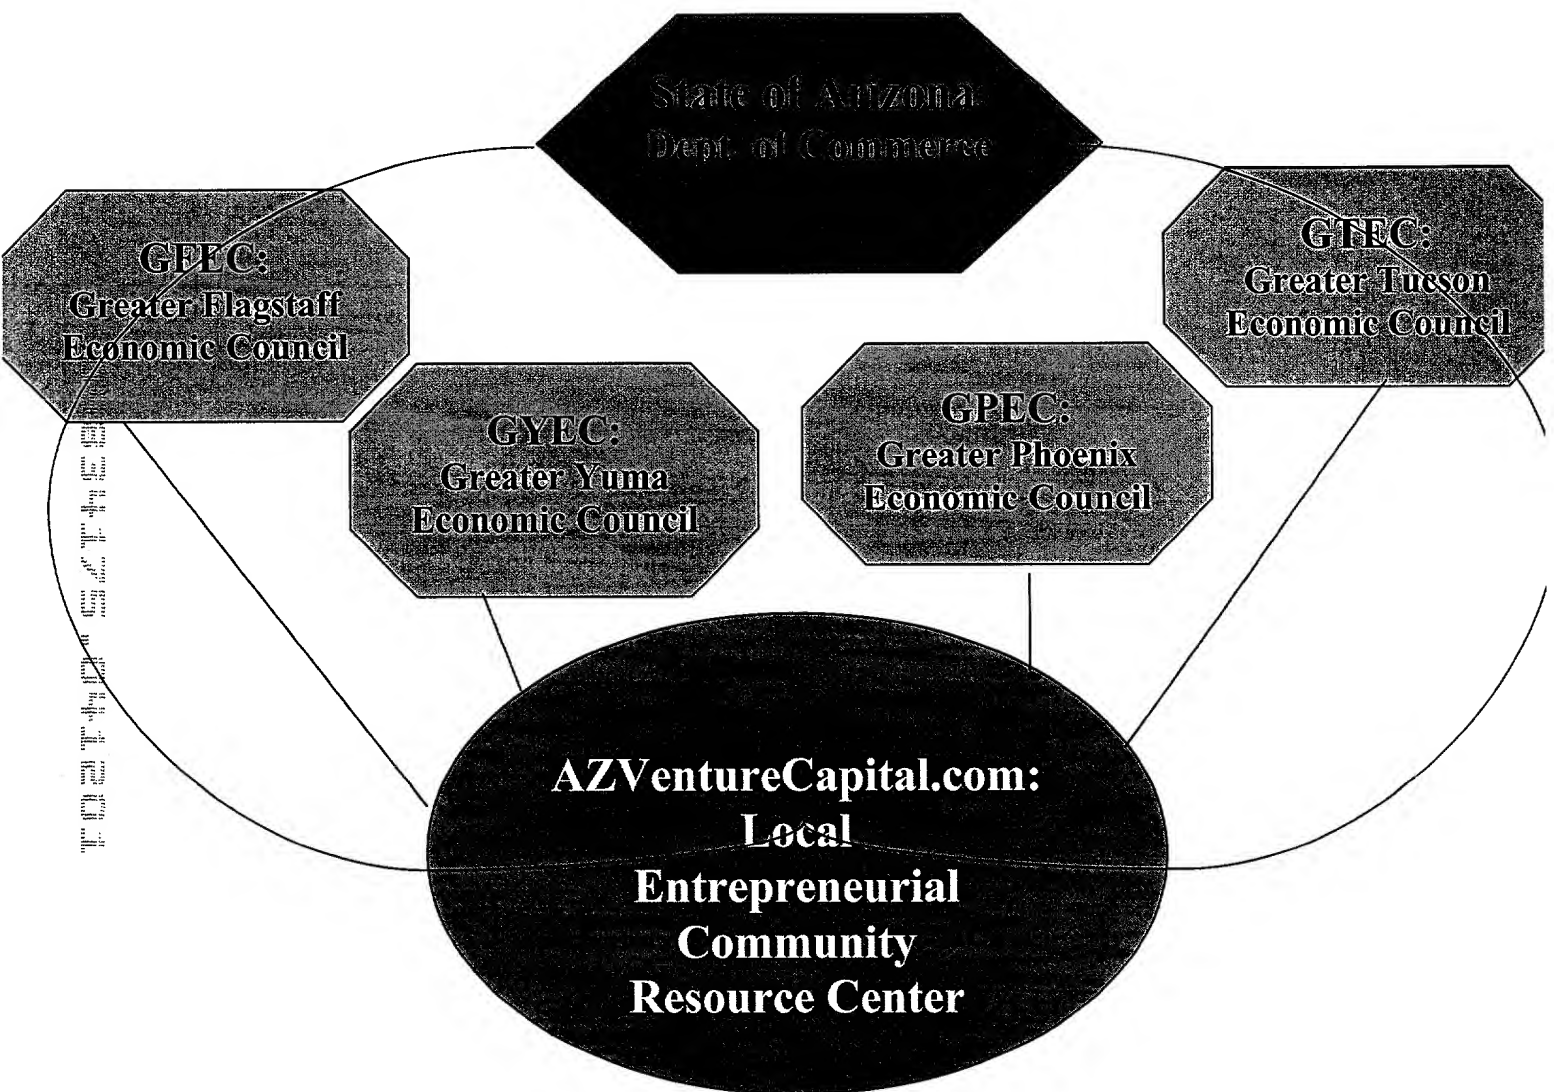 State of Arizona
Dept. of Commerce
GFEC:
Greater Flagstaff
Economic Council
GTEC:
Greater Tucson
Economic Council
GYEC:
Greater Yuma
Economic Council
GPEC:
Greater Phoenix
Economic Council
AZVentureCapital.com:
Local
Entrepreneurial
Community
Resource Center